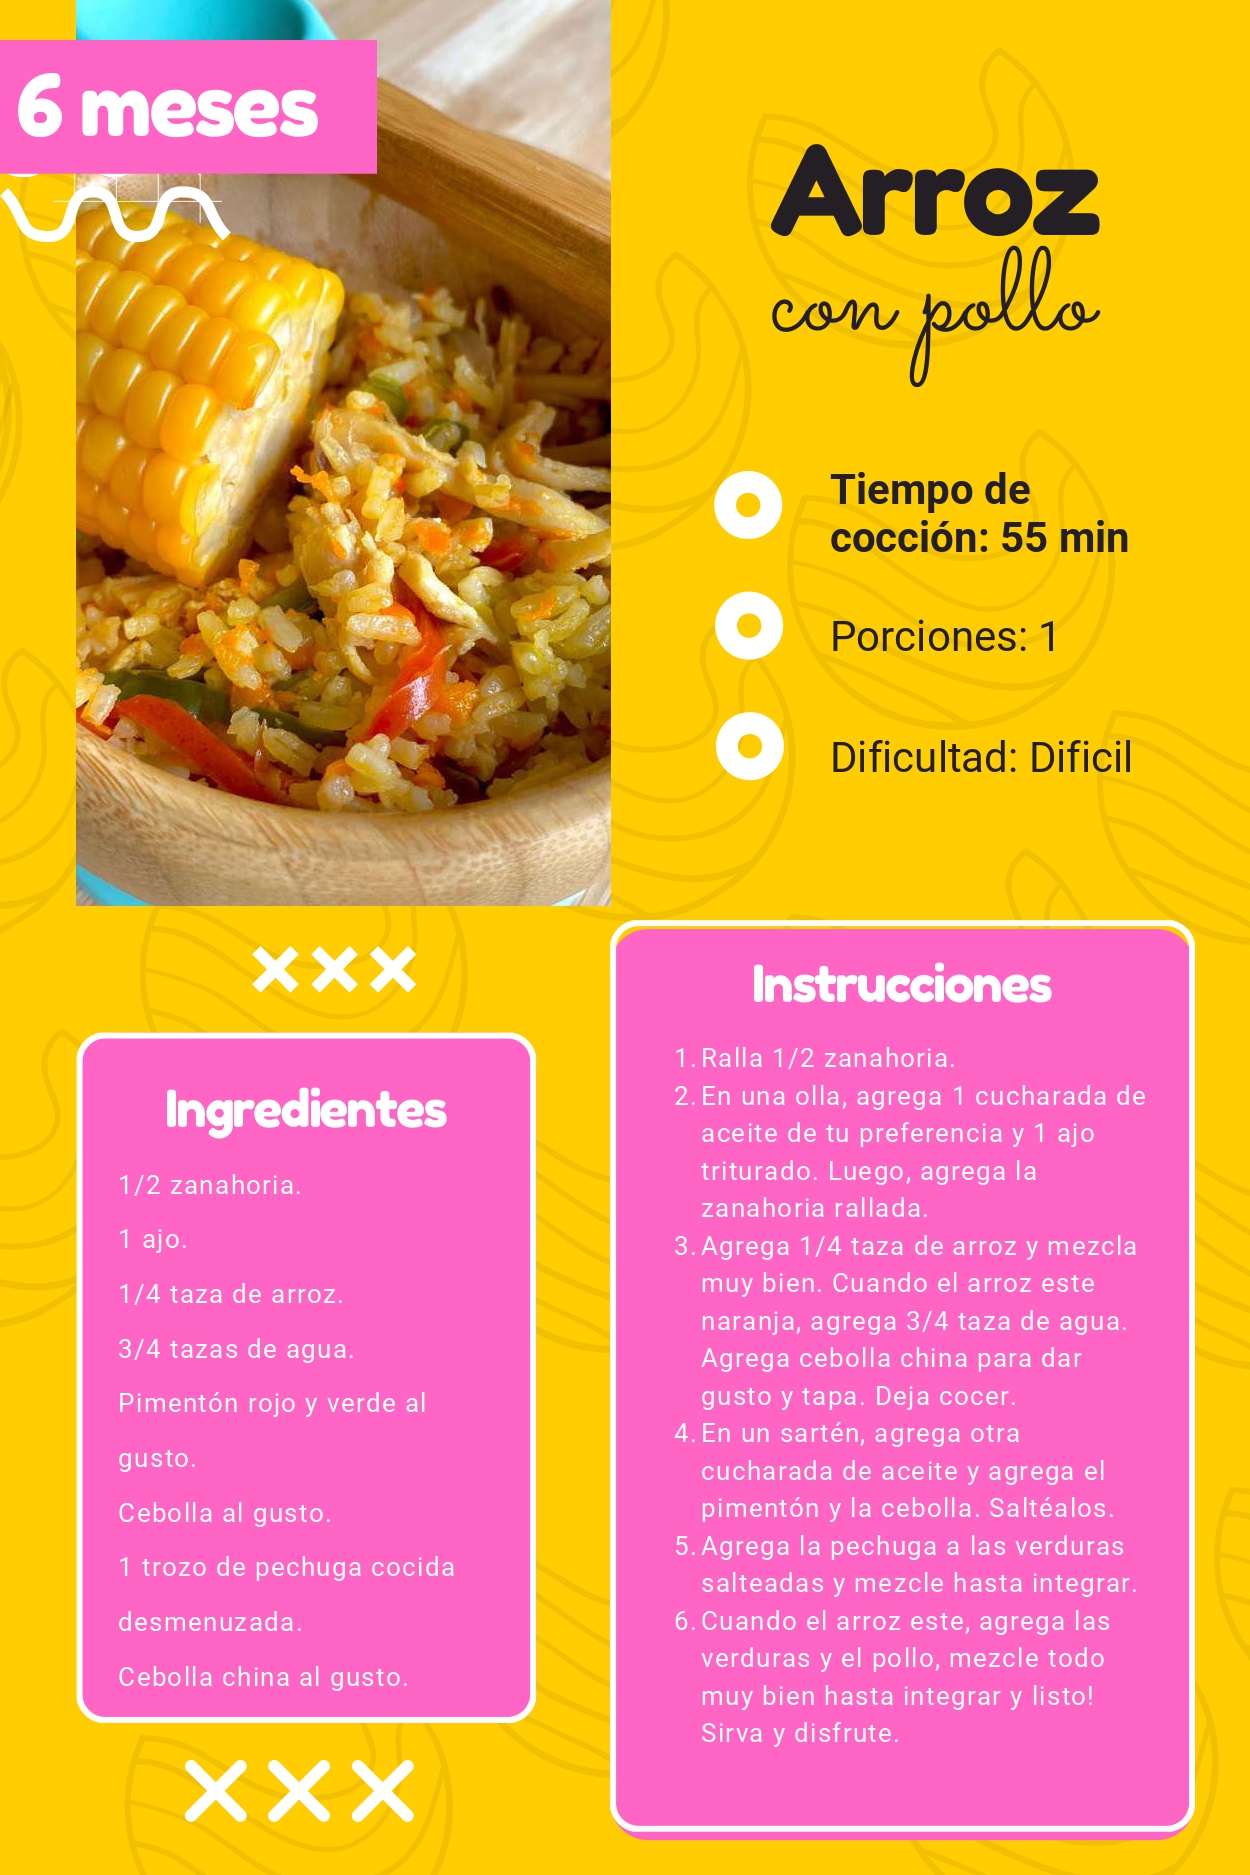 6 meses
Arroz
con pollo
Tiempo de
cocción: 55 min
Porciones: 1
Dificultad: Dificil
Ingredientes
1/2 zanahoria.
1 ajo.
1/4 taza de arroz.
3/4 tazas de agua.
Pimentón rojo y verde al
gusto.
Cebolla al gusto.
1 trozo de pechuga cocida
desmenuzada.
Cebolla china al gusto.
Instrucciones
1. Ralla 1/2 zanahoria.
2. En una olla, agrega 1 cucharada de
aceite de tu preferencia y 1 ajo
triturado. Luego, agrega la
zanahoria rallada.
3. Agrega 1/4 taza de arroz y mezcla
muy bien. Cuando el arroz este
naranja, agrega 3/4 taza de agua.
Agrega cebolla china para dar
gusto y tapa. Deja cocer.
4. En un sartén, agrega otra
cucharada de aceite y agrega el
pimentón y la cebolla. Saltéalos.
5. Agrega la pechuga a las verduras
salteadas y mezcle hasta integrar.
6. Cuando el arroz este, agrega las
verduras y el pollo, mezcle todo
muy bien hasta integrar y listo!
Sirva y disfrute.